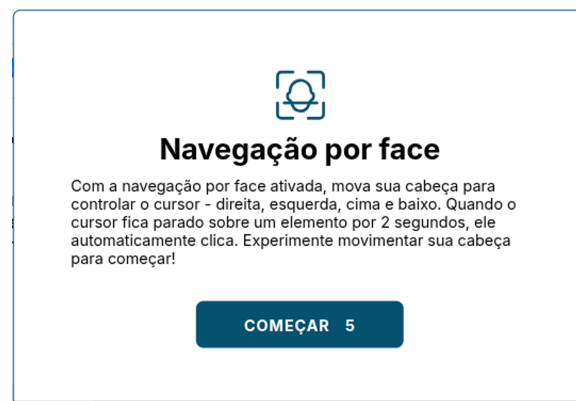 Navegação por face
Com a navegação por face ativada, mova sua cabeça para
controlar o cursor - direita, esquerda, cima e baixo. Quando o
cursor fica parado sobre um elemento por 2 segundos, ele
automaticamente clica. Experimente movimentar sua cabeça
para começar!
COMEÇAR 5